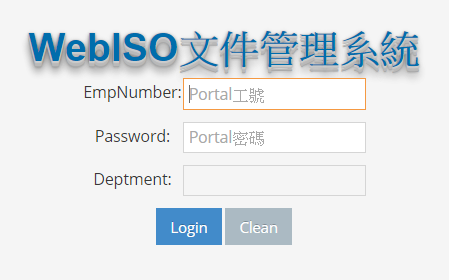 WebISO文件管理系統
EmpNumber: Portal工號
Password: Portal密碼
Deptment:
Login Clean